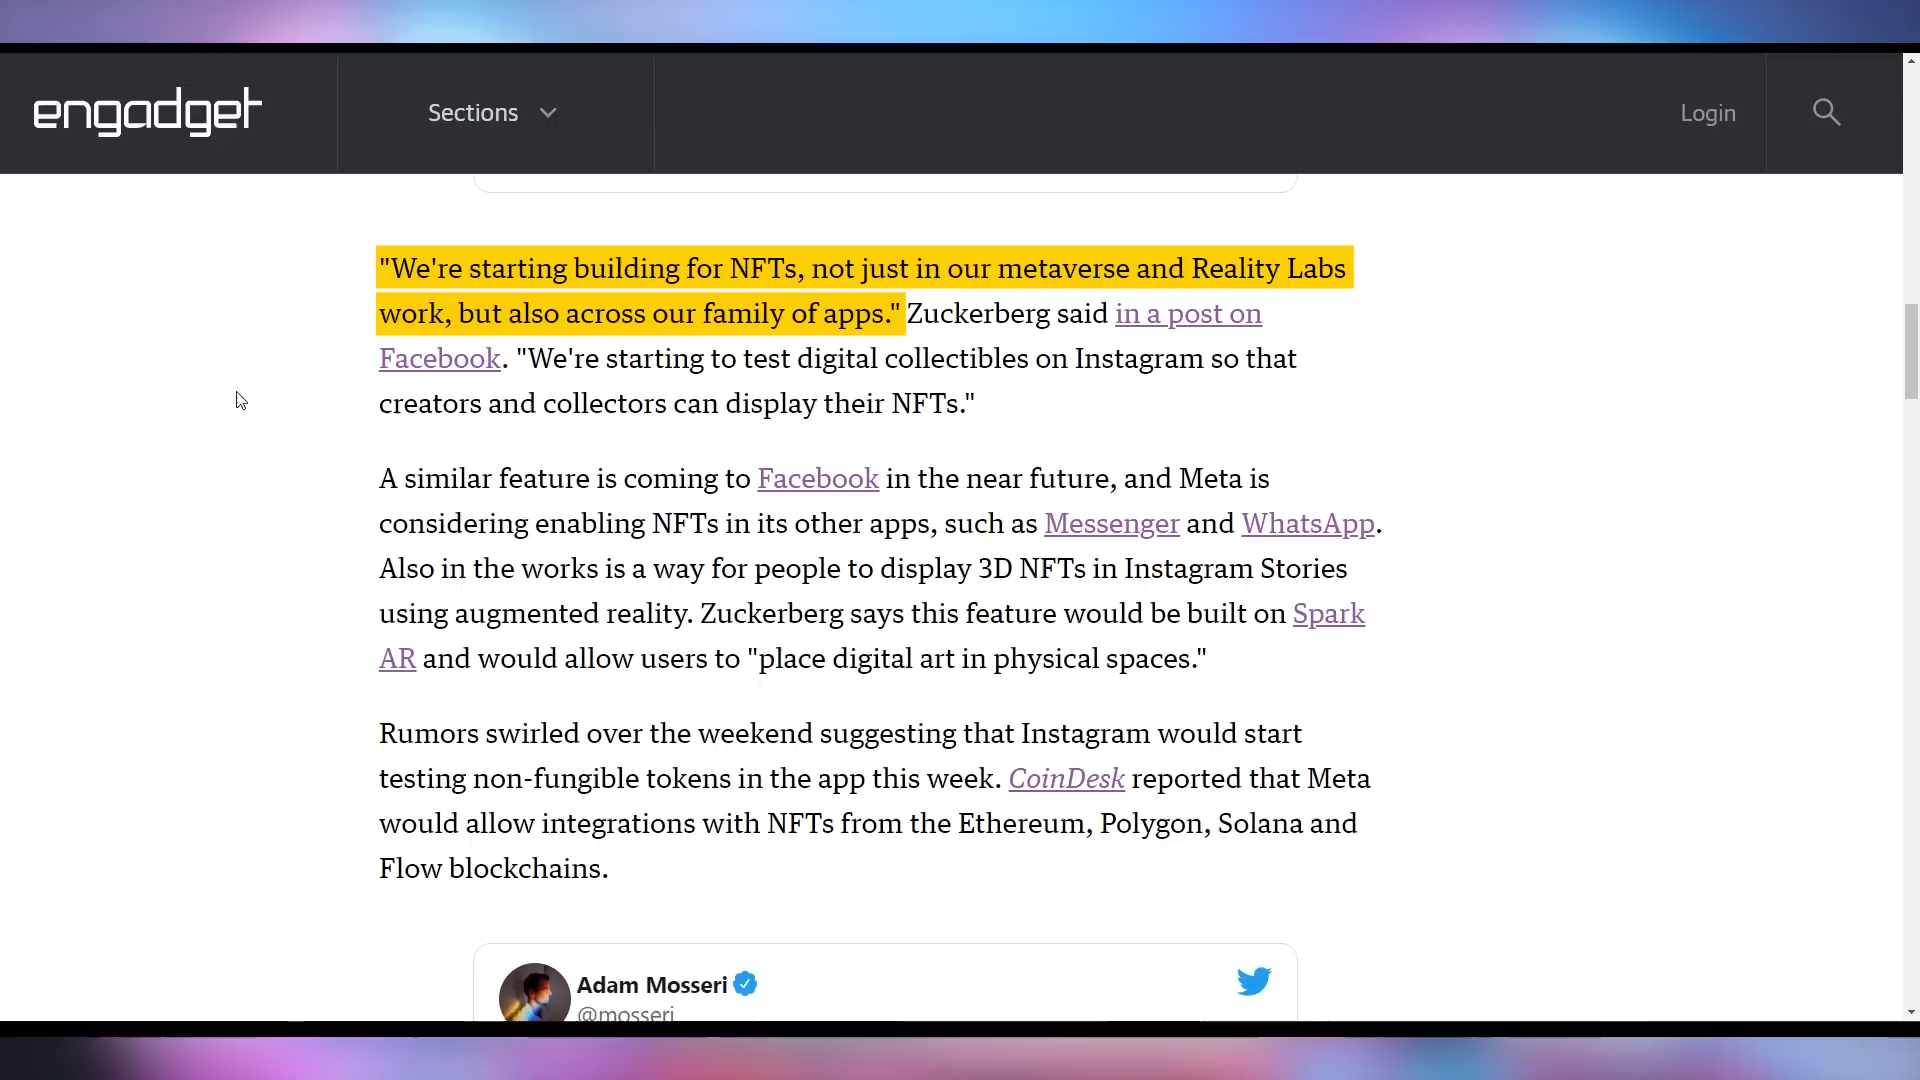 engadget
Sections
Login
"We're starting building for NFTs, not just in our metaverse and Reality Labs
work, but also across our family of apps." Zuckerberg said in a post on
Facebook. "We're starting to test digital collectibles on Instagram so that
creators and collectors can display their NFTs."
A similar feature is coming to Facebook in the near future, and Meta is
considering enabling NFTs in its other apps, such as Messenger and WhatsApp.
Also in the works is a way for people to display 3D NFTs in Instagram Stories
using augmented reality. Zuckerberg says this feature would be built on Spark
AR and would allow users to "place digital art in physical spaces."
Rumors swirled over the weekend suggesting that Instagram would start
testing non-fungible tokens in the app this week. CoinDesk reported that Meta
would allow integrations with NFTs from the Ethereum, Polygon, Solana and
Flow blockchains.
Adam Mosseri
@mosseri